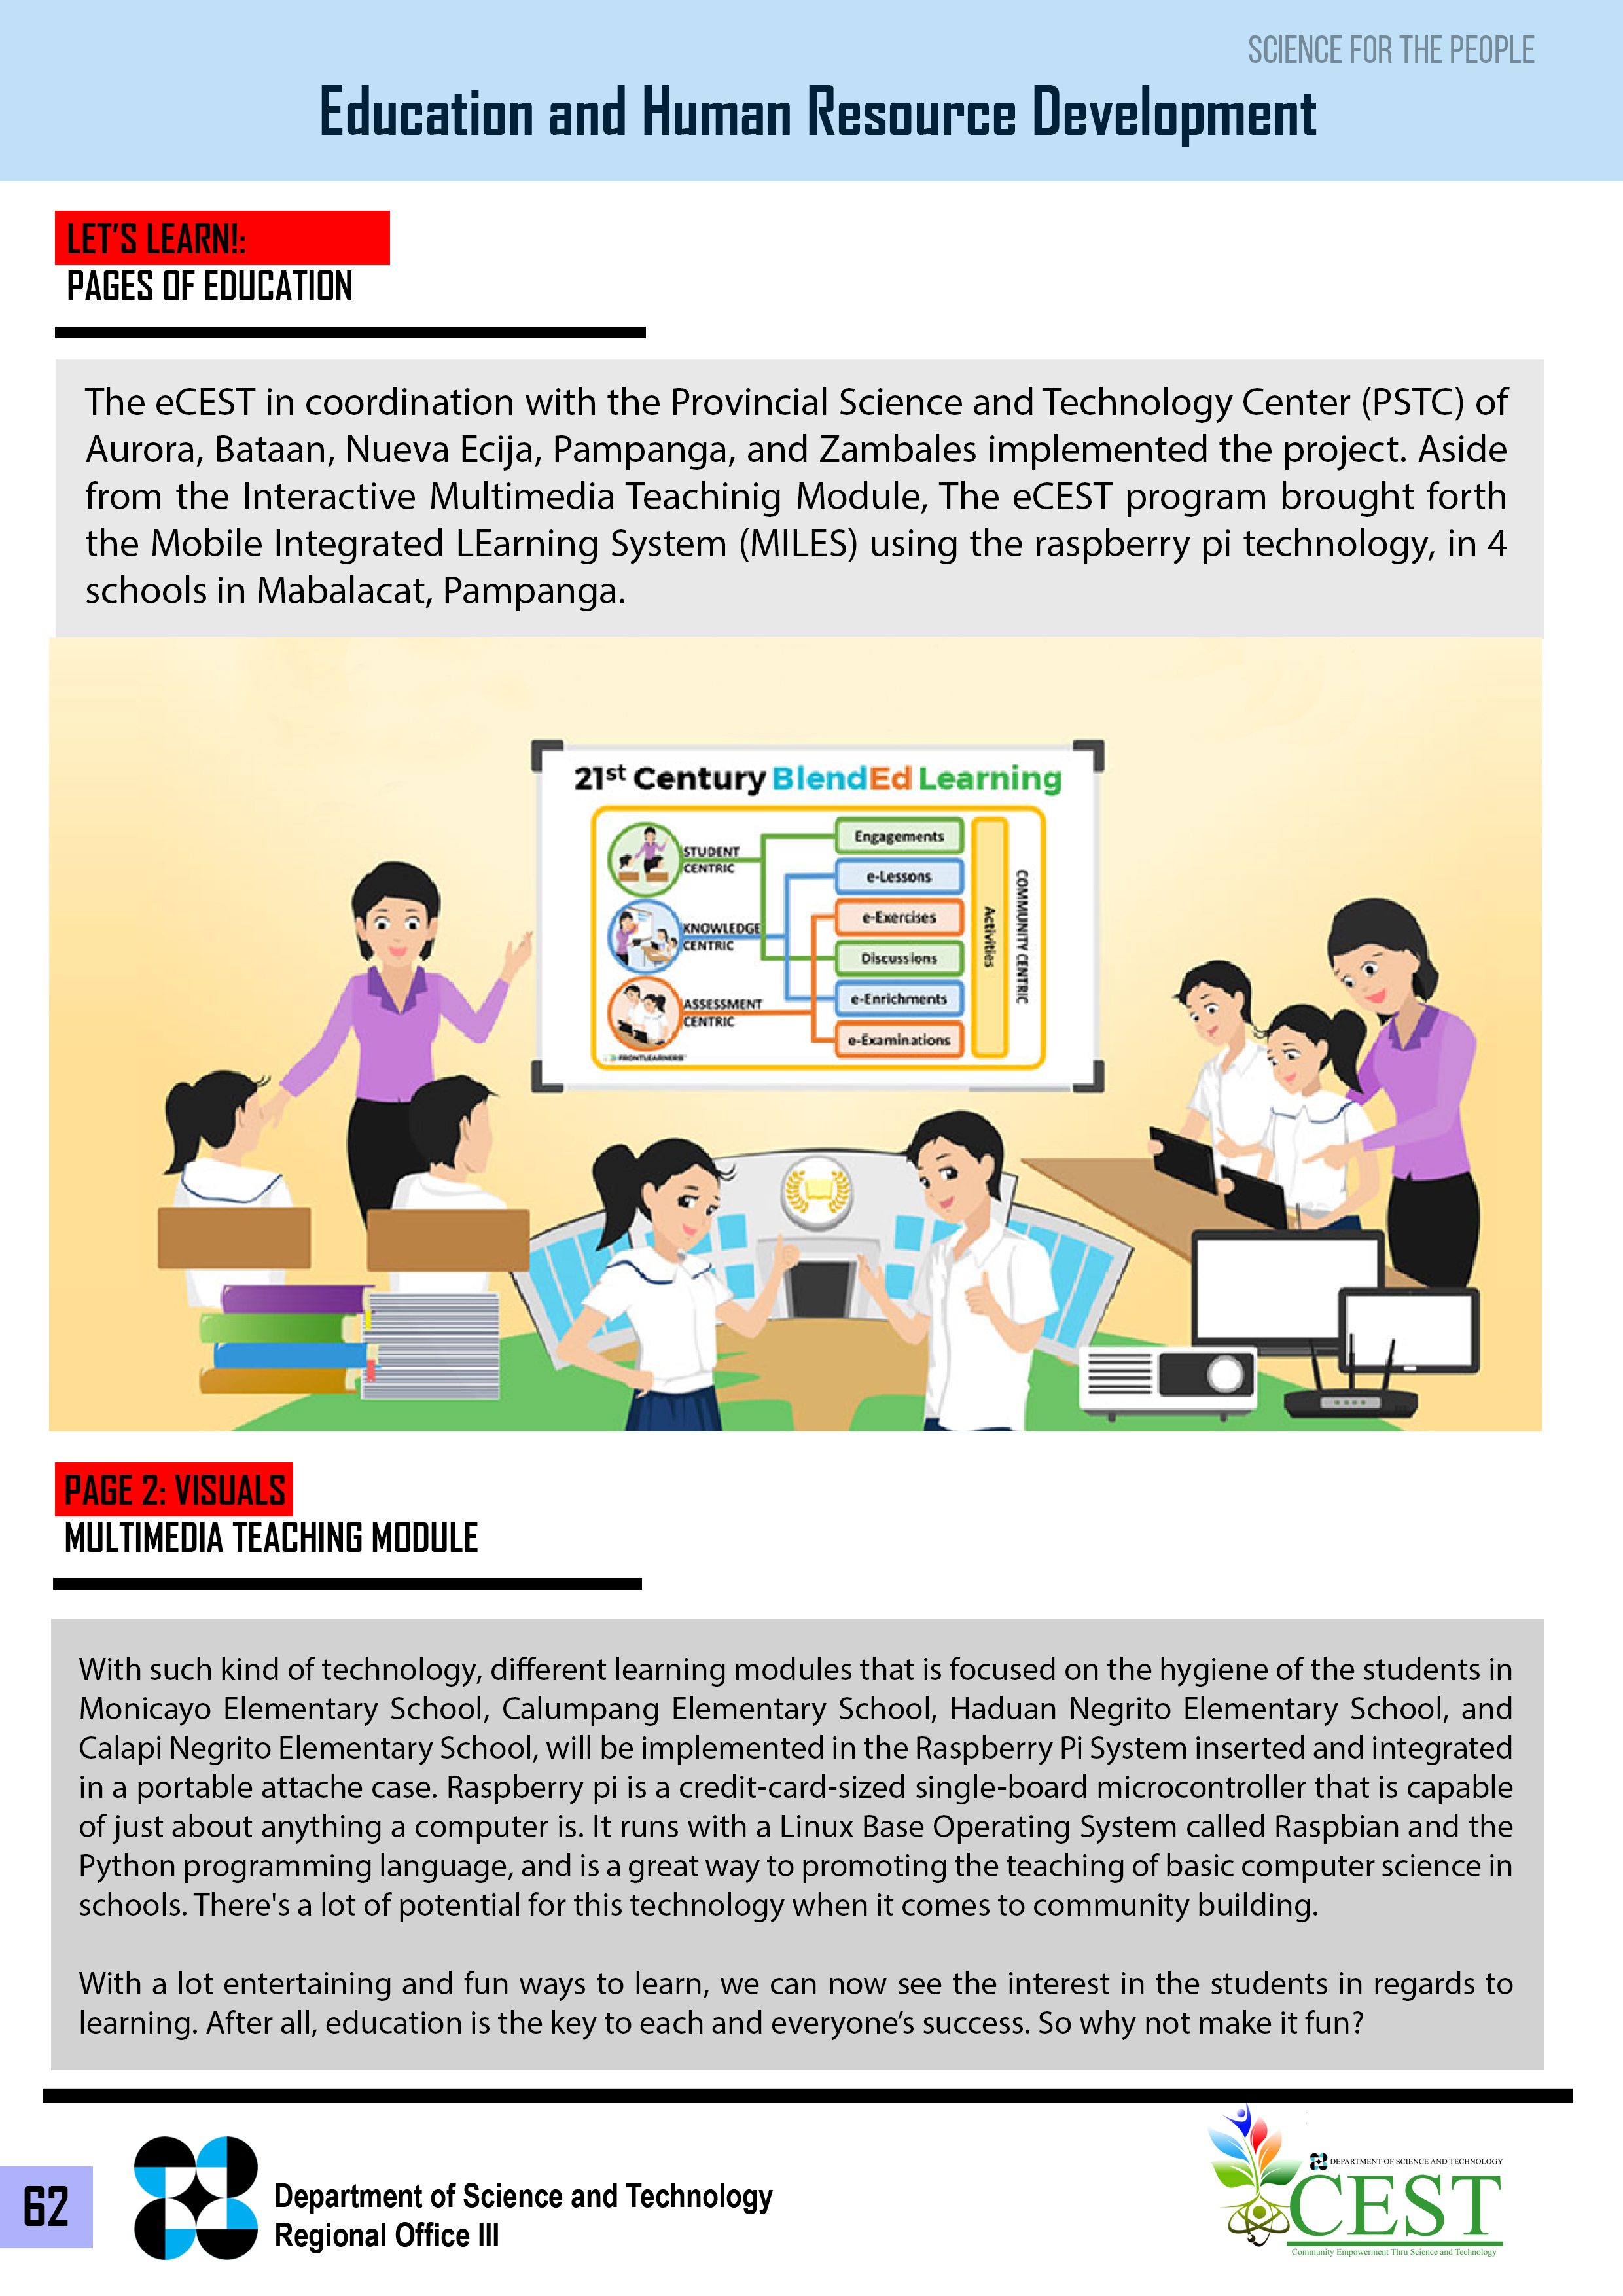 SCIENCE FOR THE PEOPLE
Education and Human Resource Development
LET'S LEARN!:
PAGES OF EDUCATION
The eCEST in coordination with the Provincial Science and Technology Center (PSTC) of
Aurora, Bataan, Nueva Ecija, Pampanga, and Zambales implemented the project. Aside
from the Interactive Multimedia Teachinig Module, The eCEST program brought forth
the Mobile Integrated LEarning System (MILES) using the raspberry pi technology, in 4
schools in Mabalacat, Pampanga.
21st Century BlendEd Learning
STUDENT
CENTRIC
KNOWLEDGE
CENTRIC
ASSESSMENT
CENTRIC
Engagements
e-Lessons
e-Exercises
Discussions
e-Enrichments
e-Examinations
Activities
COMMUNITY CENTRIC
FRONTLEARNERS
PAGE 2: VISUALS
MULTIMEDIA TEACHING MODULE
With such kind of technology, different learning modules that is focused on the hygiene of the students in
Monicayo Elementary School, Calumpang Elementary School, Haduan Negrito Elementary School, and
Calapi Negrito Elementary School, will be implemented in the Raspberry Pi System inserted and integrated
in a portable attache case. Raspberry pi is a credit-card-sized single-board microcontroller that is capable
of just about anything a computer is. It runs with a Linux Base Operating System called Raspbian and the
Python programming language, and is a great way to promoting the teaching of basic computer science in
schools. There's a lot of potential for this technology when it comes to community building.
With a lot entertaining and fun ways to learn, we can now see the interest in the students in regards to
learning. After all, education is the key to each and everyone's success. So why not make it fun?
62
Department of Science and Technology
Regional Office III
DEPARTMENT OF SCIENCE AND TECHNOLOGY
CEST
Community Empowerment Thru Science and Technology